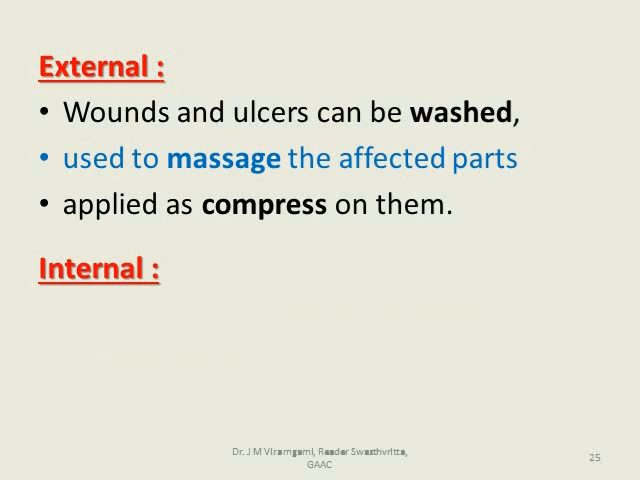 External :
• Wounds and ulcers can be washed,
• used to massage the affected parts
• applied as compress on them.
Internal :
Dr. J M Viramgami, Reader Swasthvritta,
GAAC
25